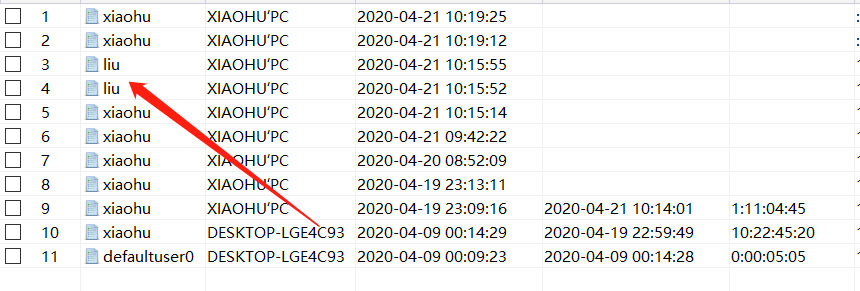 1 xiaohu XIAOHU'PC 2020-04-21 10:19:25
2 xiaohu XIAOHU'PC 2020-04-21 10:19:12
3 liu XIAOHU'PC 2020-04-21 10:15:55
4 liu XIAOHU'PC 2020-04-21 10:15:52
5 xiaohu XIAOHU'PC 2020-04-21 10:15:14
6 xiaohu XIAOHU'PC 2020-04-21 09:42:22
7 xiaohu XIAOHU'PC 2020-04-20 08:52:09
8 xiaohu XIAOHU'PC 2020-04-19 23:13:11
9 xiaohu XIAOHU'PC 2020-04-19 23:09:16 2020-04-21 10:14:01 1:11:04:45
10 xiaohu DESKTOP-LGE4C93 2020-04-09 00:14:29 2020-04-19 22:59:49 10:22:45:20
11 defaultuser0 DESKTOP-LGE4C93 2020-04-09 00:09:23 2020-04-09 00:14:28 0:00:05:05